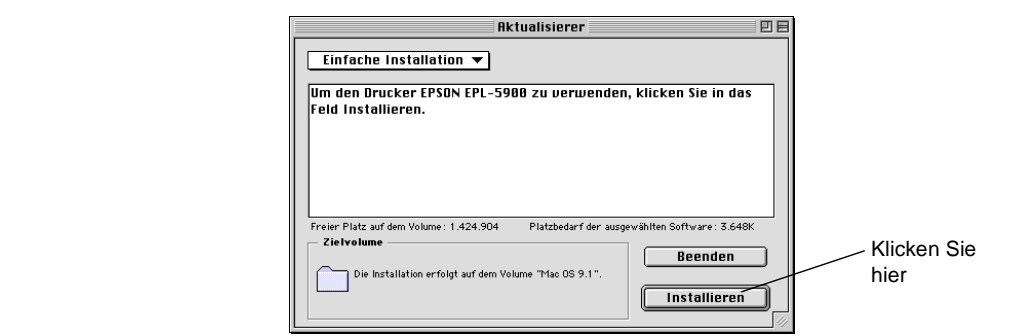 Aktualisierer
Einfache Installation
Um den Drucker EPSON EPL-5900 zu verwenden, klicken Sie in das
Feld Installieren.
Freier Platz auf dem Volume: 1.424.904 Platzbedarf der ausgewählten Software: 3.648K
Zielvolume
Die Installation erfolgt auf dem Volume "Mac OS 9.1".
Beenden
Installieren
Klicken Sie
hier